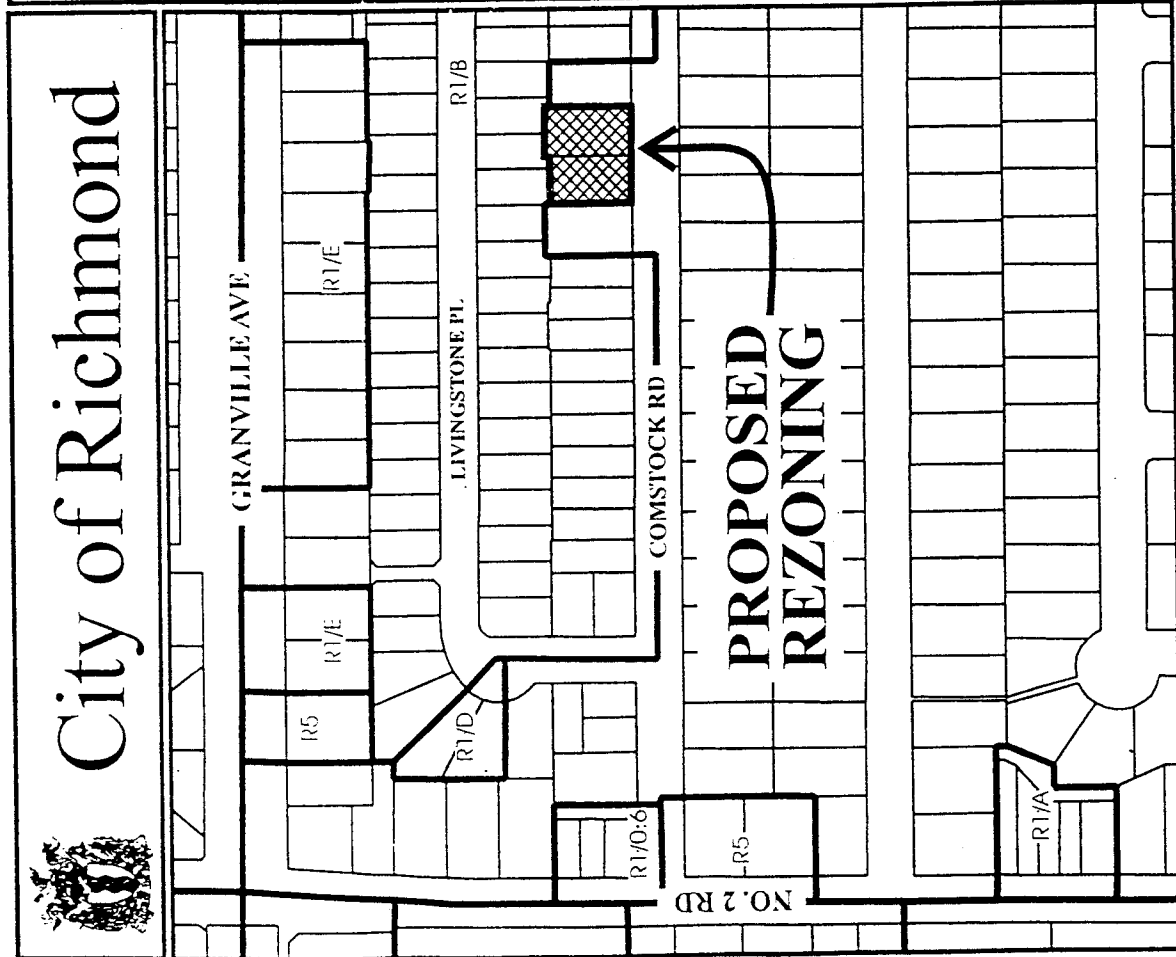 City of Richmond
GRANVILLE AVE
R1/E
R1/B
LIVINGSTONE PL
R1/E
R5
R1/D
COMSTOCK RD
PROPOSED
REZONING
R1/0.6
R5
NO. 2 RD
R1/A